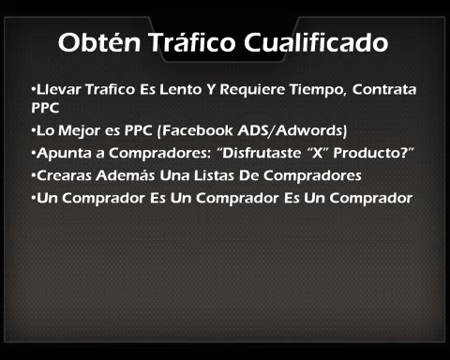 Obtén Tráfico Cualificado
•Llevar Trafico Es Lento Y Requiere Tiempo, Contrata
PPC
•Lo Mejor es PPC (Facebook ADS/Adwords)
•Apunta a Compradores: “Disfrutaste “X” Producto?”
•Crearas Además Una Listas De Compradores
•Un Comprador Es Un Comprador Es Un Comprador